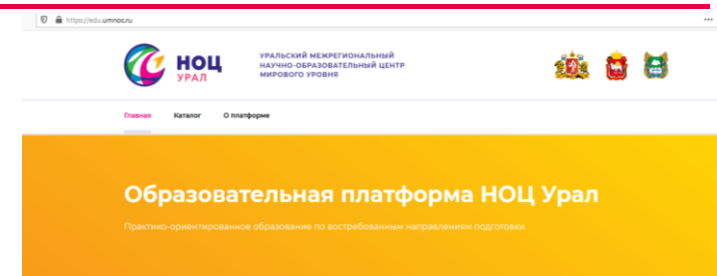 https://edu.umnoc.ru
НОЦ
УРАЛ
УРАЛЬСКИЙ МЕЖРЕГИОНАЛЬНЫЙ
НАУЧНО-ОБРАЗОВАТЕЛЬНЫЙ ЦЕНТР
МИРОВОГО УРОВНЯ
Главная Каталог О платформе
Образовательная платформа НОЦ Урал
Практико-ориентированное образование по востребованным направлениям подготовки